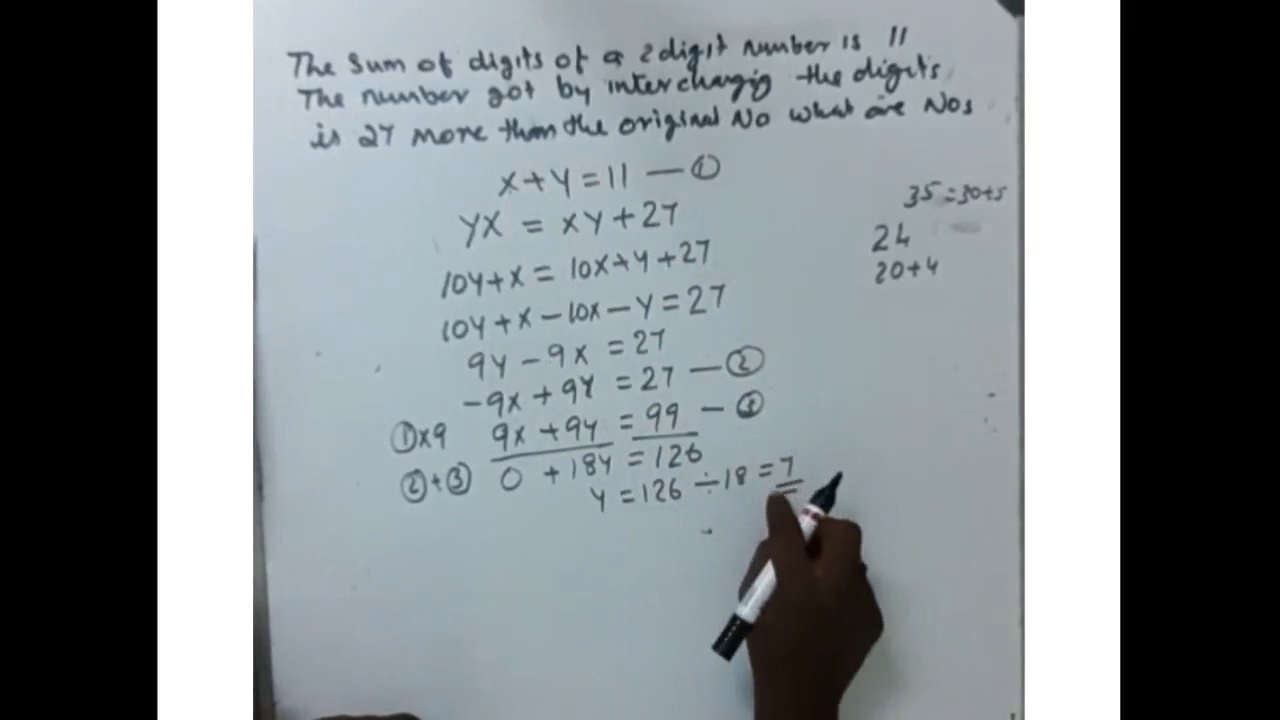 The Sum of digits of a 2 digit number is 11
The number got by interchangig the digits
is 27 more than the original No what are Nos
x + y = 11 — ①
yx = xy + 27
10y + x = 10x + y + 27
10y + x - 10x - y = 27
9y - 9x = 27
-9x + 9y = 27 — ②
①x9 9x + 9y = 99 — ③
②+③ 0 + 18y = 126
y = 126 ÷ 18 = 7
35 = 30+5
24
20+4